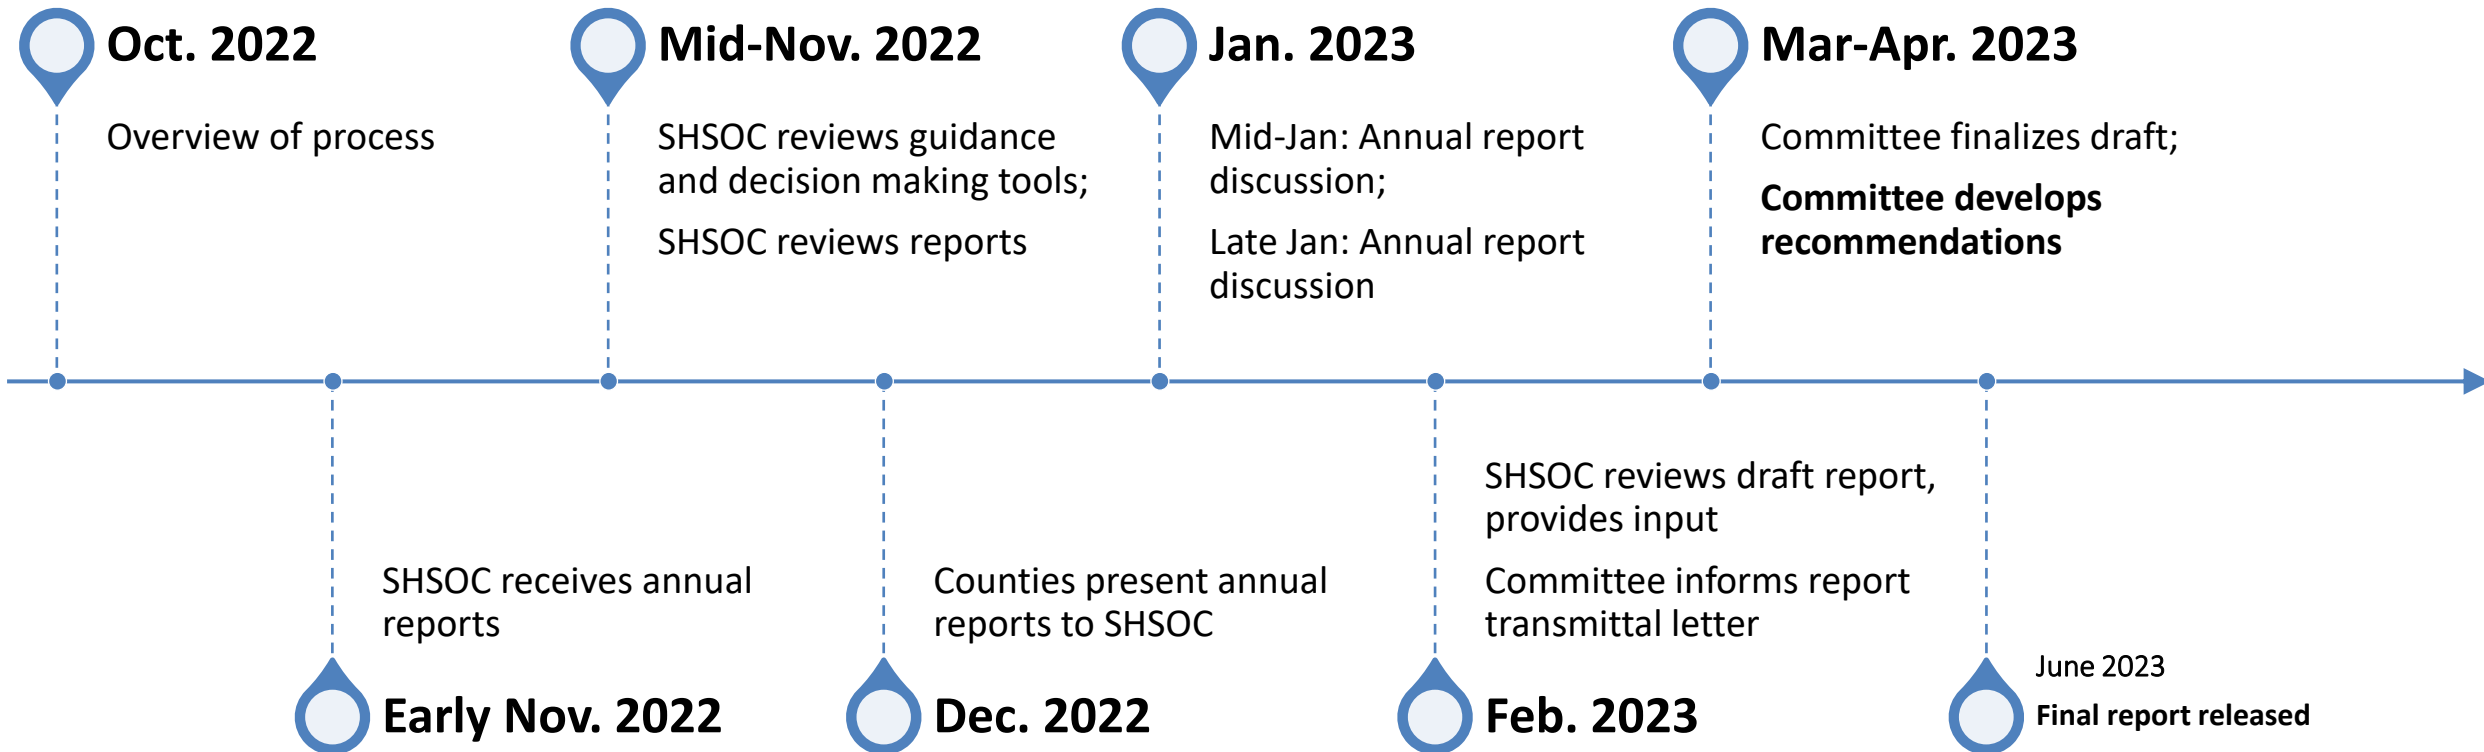 Oct. 2022
Overview of process
Early Nov. 2022
SHSOC receives annual
reports
Mid-Nov. 2022
SHSOC reviews guidance
and decision making tools;
SHSOC reviews reports
Dec. 2022
Counties present annual
reports to SHSOC
Jan. 2023
Mid-Jan: Annual report
discussion;
Late Jan: Annual report
discussion
Feb. 2023
SHSOC reviews draft report,
provides input
Committee informs report
transmittal letter
Mar-Apr. 2023
Committee finalizes draft;
Committee develops
recommendations
June 2023
Final report released